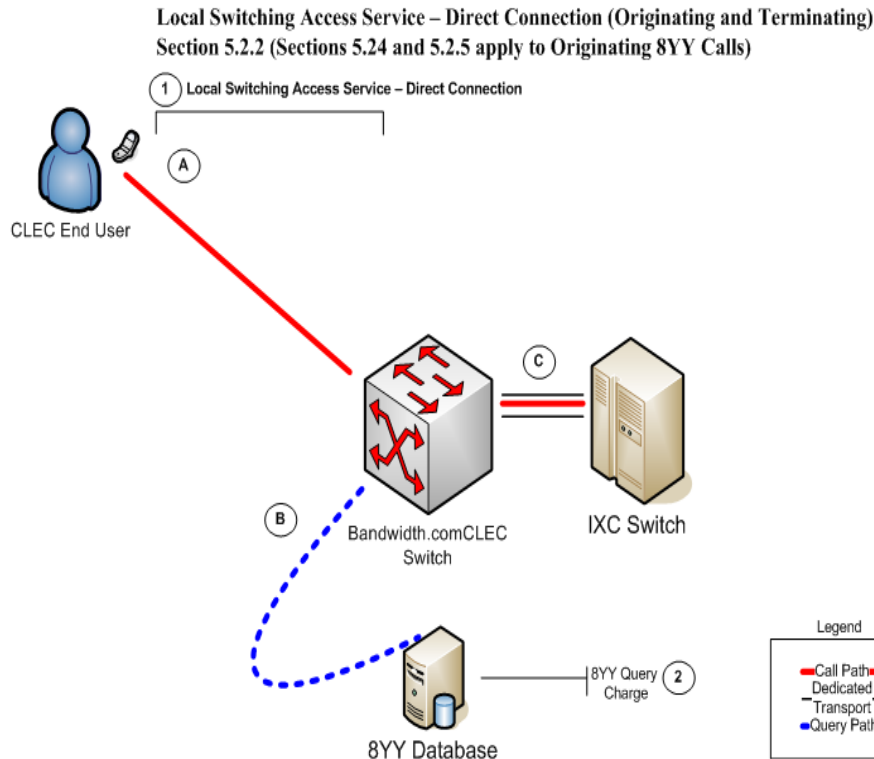 Local Switching Access Service – Direct Connection (Originating and Terminating)
Section 5.2.2 (Sections 5.24 and 5.2.5 apply to Originating 8YY Calls)
1 Local Switching Access Service – Direct Connection
A
CLEC End User
C
B
Bandwidth.comCLEC
Switch
IXC Switch
8YY Query
Charge
2
8YY Database
Legend
Call Path
Dedicated
Transport
Query Path